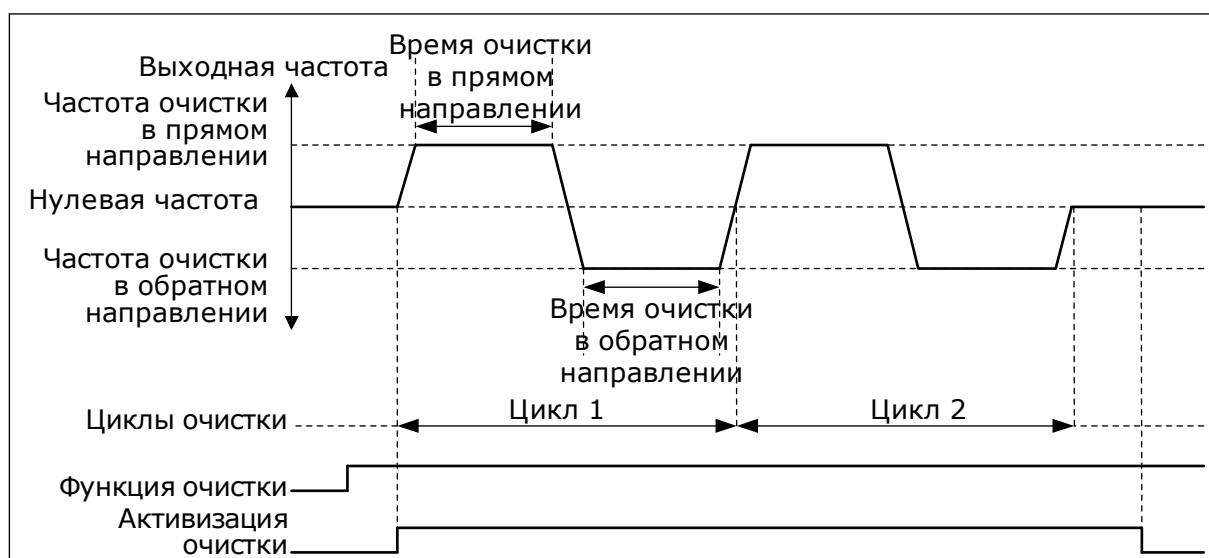 Время очистки
в прямом
направлении
Выходная частота
Частота очистки
в прямом
направлении
Нулевая частота
Частота очистки
в обратном
направлении
Время очистки
в обратном
направлении
Циклы очистки
Цикл 1
Цикл 2
Функция очистки
Активизация
очистки